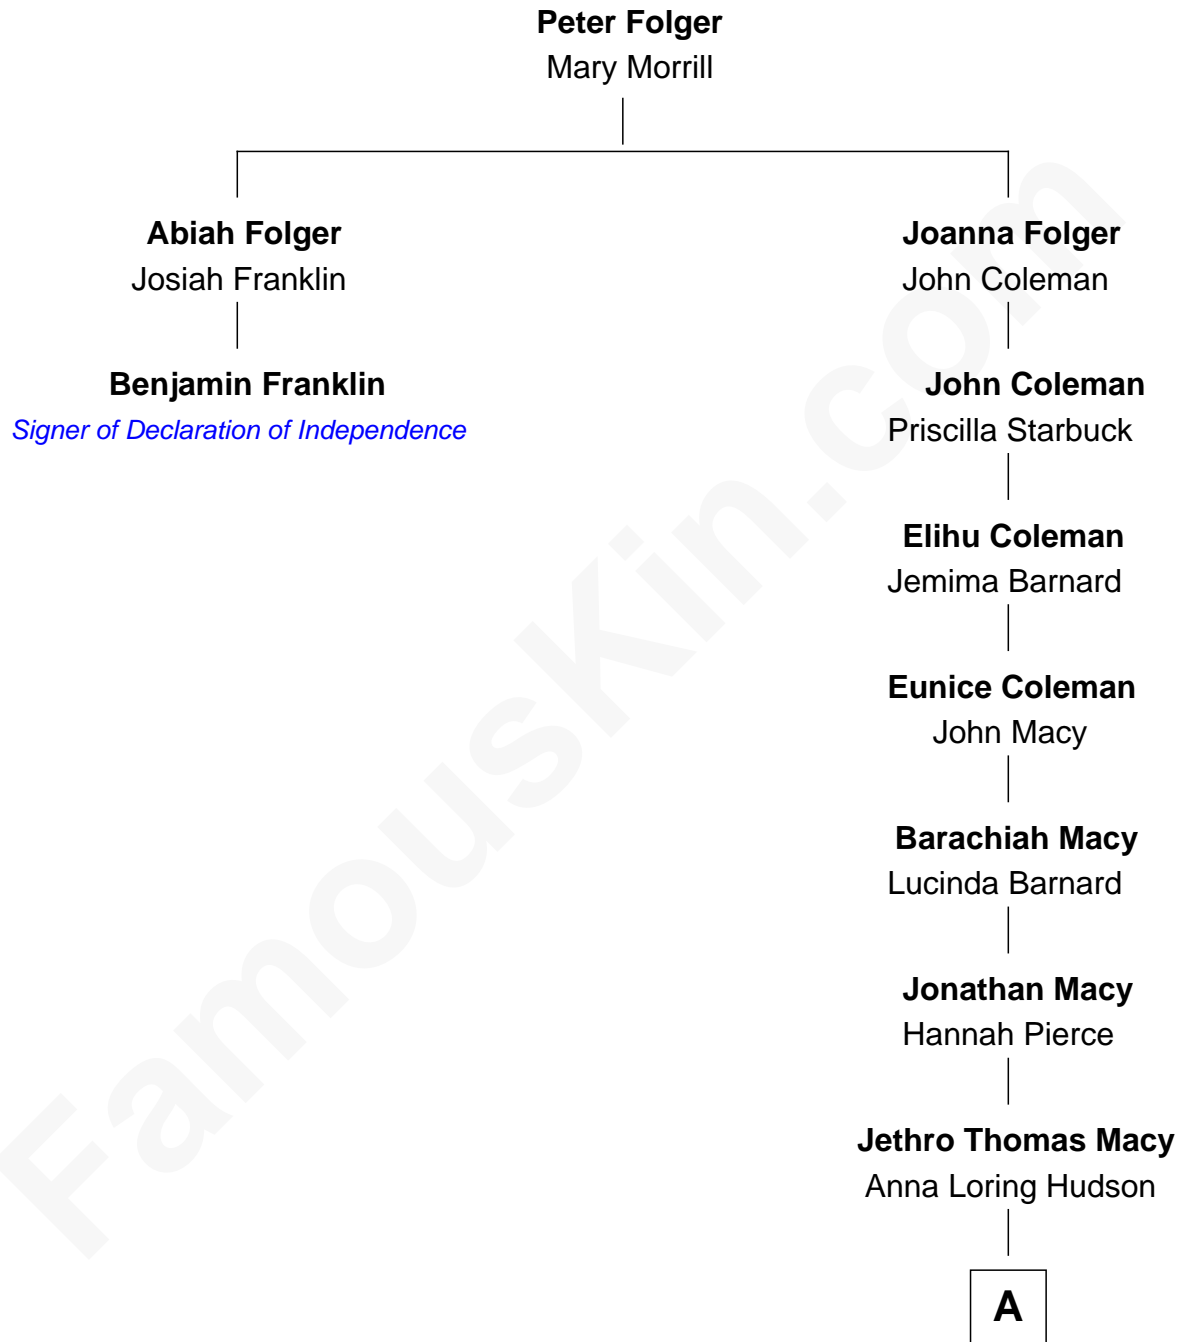 Peter Folger
Mary Morrill
Abiah Folger
Josiah Franklin
Benjamin Franklin
Signer of Declaration of Independence
Joanna Folger
John Coleman
John Coleman
Priscilla Starbuck
Elihu Coleman
Jemima Barnard
Eunice Coleman
John Macy
Barachiah Macy
Lucinda Barnard
Jonathan Macy
Hannah Pierce
Jethro Thomas Macy
Anna Loring Hudson
A
FamousKin.com